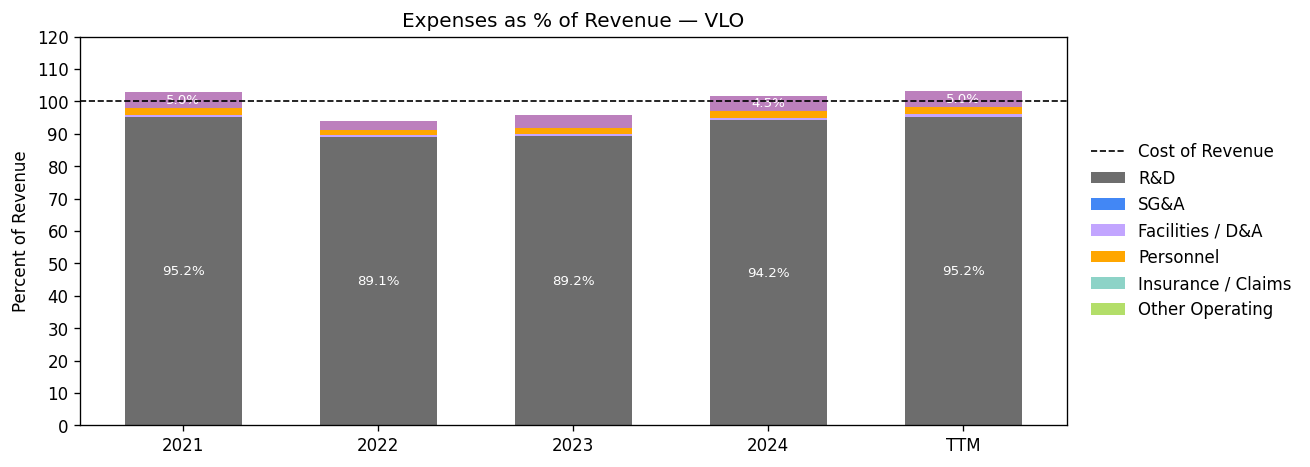 Expenses as % of Revenue — VLO
Percent of Revenue
120
110
100
90
80
70
60
50
40
30
20
10
0
5.0%
4.5%
5.0%
95.2%
89.1%
89.2%
94.2%
95.2%
2021
2022
2023
2024
TTM
Cost of Revenue
R&D
SG&A
Facilities / D&A
Personnel
Insurance / Claims
Other Operating